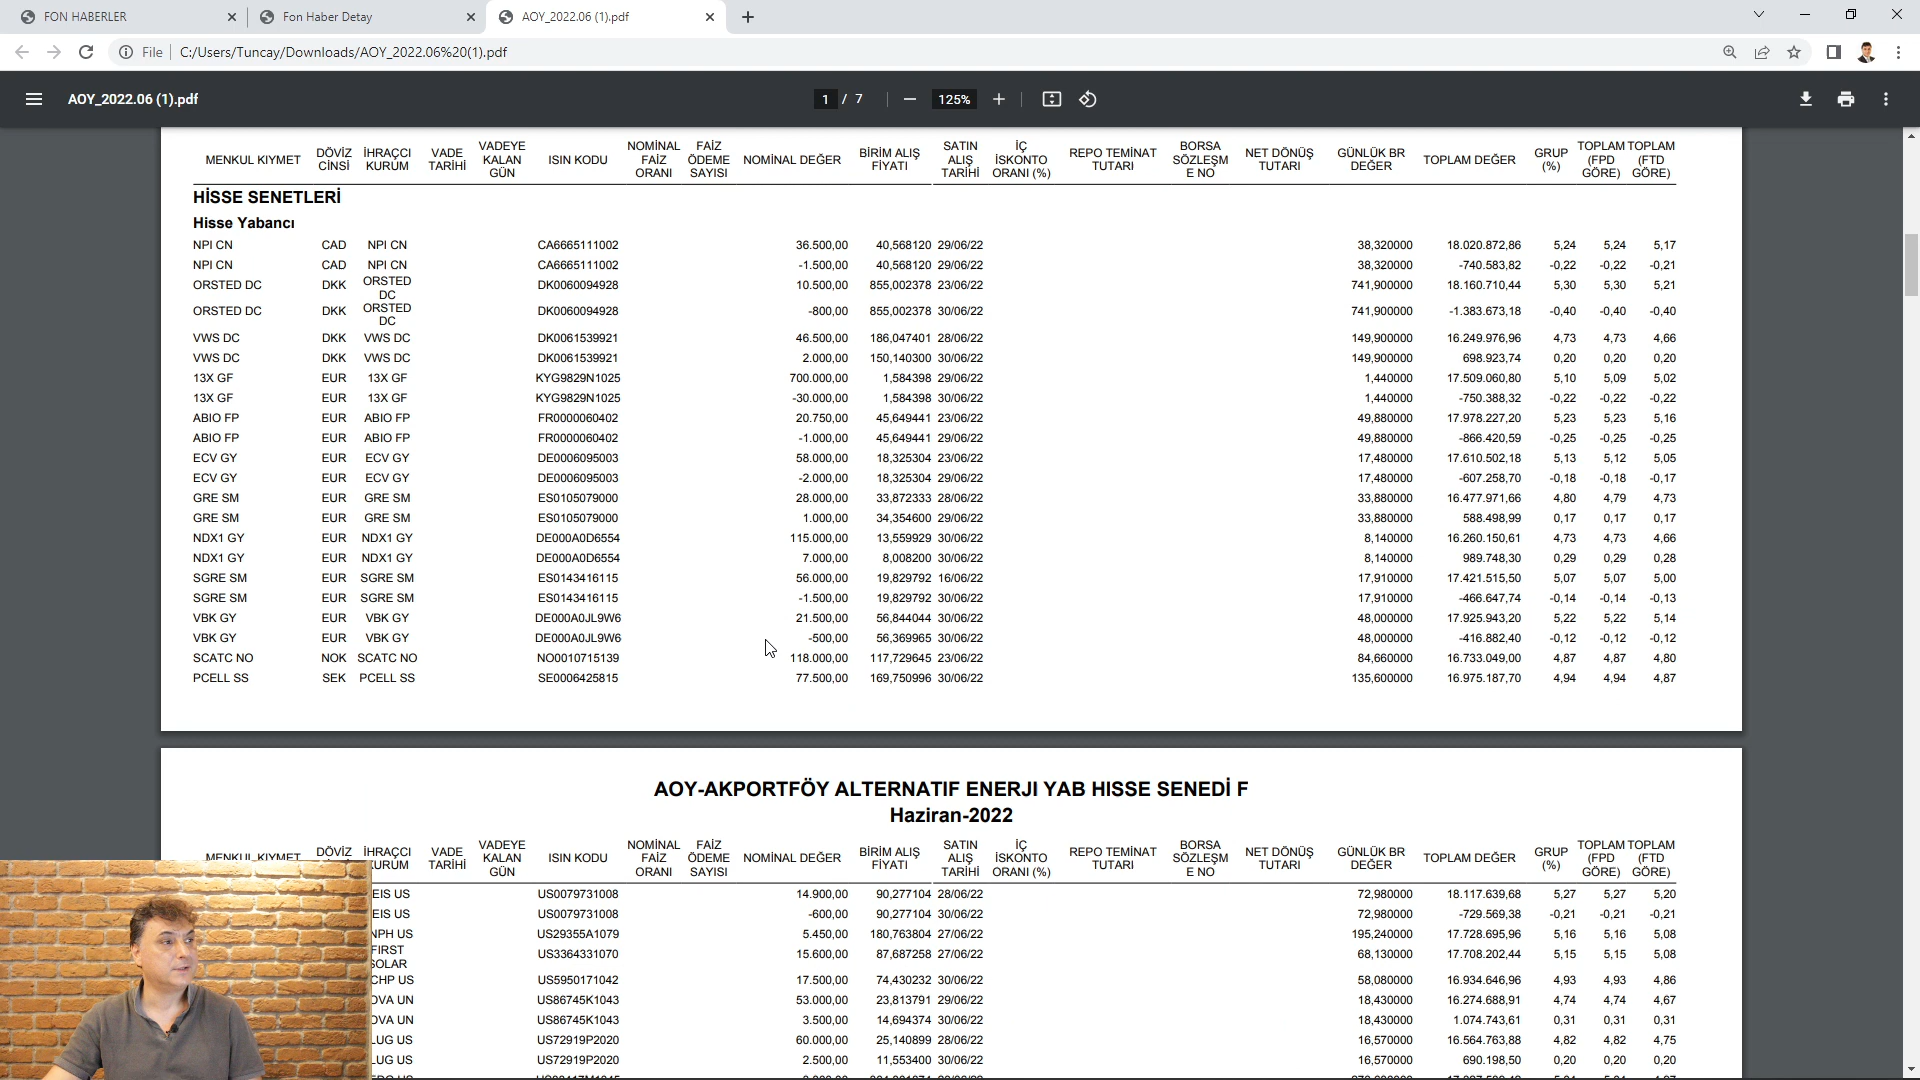 FON HABERLER
Fon Haber Detay
AOY_2022.06 (1).pdf
File
C:/Users/Tuncay/Downloads/AOY_2022.06%20(1).pdf
AOY_2022.06 (1).pdf
1 / 7
125%
MENKUL KIYMET DÖVİZ CİNSİ İHRAÇCI KURUM VADE TARİHİ VADEYE KALAN GÜN ISIN KODU NOMİNAL FAİZ ORANI FAİZ ÖDEME SAYISI NOMİNAL DEĞER BİRİM ALIŞ FİYATI SATIN ALIŞ TARİHİ İÇ İSKONTO ORANI (%) REPO TEMİNAT TUTARI BORSA SÖZLEŞM E NO NET DÖNÜŞ TUTARI GÜNLÜK BR DEĞER TOPLAM DEĞER GRUP (%) TOPLAM (FPD GÖRE) TOPLAM (FTD GÖRE)
HİSSE SENETLERİ
Hisse Yabancı
NPI CN CAD NPI CN CA6665111002 36.500,00 40,568120 29/06/22 38,320000 18.020.872,86 5,24 5,24 5,17
NPI CN CAD NPI CN CA6665111002 -1.500,00 40,568120 29/06/22 38,320000 -740.583,82 -0,22 -0,22 -0,21
ORSTED DC DKK ORSTED DC DK0060094928 10.500,00 855,002378 23/06/22 741,900000 18.160.710,44 5,30 5,30 5,21
ORSTED DC DKK ORSTED DC DK0060094928 -800,00 855,002378 30/06/22 741,900000 -1.383.673,18 -0,40 -0,40 -0,40
VWS DC DKK VWS DC DK0061539921 46.500,00 186,047401 28/06/22 149,900000 16.249.976,96 4,73 4,73 4,66
VWS DC DKK VWS DC DK0061539921 2.000,00 150,140300 30/06/22 149,900000 698.923,74 0,20 0,20 0,20
13X GF EUR 13X GF KYG9829N1025 700.000,00 1,584398 29/06/22 1,440000 17.509.060,80 5,10 5,09 5,02
13X GF EUR 13X GF KYG9829N1025 -30.000,00 1,584398 30/06/22 1,440000 -750.388,32 -0,22 -0,22 -0,22
ABIO FP EUR ABIO FP FR0000060402 20.750,00 45,649441 23/06/22 49,880000 17.978.227,20 5,23 5,23 5,16
ABIO FP EUR ABIO FP FR0000060402 -1.000,00 45,649441 29/06/22 49,880000 -866.420,59 -0,25 -0,25 -0,25
ECV GY EUR ECV GY DE0006095003 58.000,00 18,325304 23/06/22 17,480000 17.610.502,18 5,13 5,12 5,05
ECV GY EUR ECV GY DE0006095003 -2.000,00 18,325304 29/06/22 17,480000 -607.258,70 -0,18 -0,18 -0,17
GRE SM EUR GRE SM ES0105079000 28.000,00 33,872333 28/06/22 33,880000 16.477.971,66 4,80 4,79 4,73
GRE SM EUR GRE SM ES0105079000 1.000,00 34,354600 29/06/22 33,880000 588.498,99 0,17 0,17 0,17
NDX1 GY EUR NDX1 GY DE000A0D6554 115.000,00 13,559929 30/06/22 8,140000 16.260.150,61 4,73 4,73 4,66
NDX1 GY EUR NDX1 GY DE000A0D6554 7.000,00 8,008200 30/06/22 8,140000 989.748,30 0,29 0,29 0,28
SGRE SM EUR SGRE SM ES0143416115 56.000,00 19,829792 16/06/22 17,910000 17.421.515,50 5,07 5,07 5,00
SGRE SM EUR SGRE SM ES0143416115 -1.500,00 19,829792 30/06/22 17,910000 -466.647,74 -0,14 -0,14 -0,13
VBK GY EUR VBK GY DE000A0JL9W6 21.500,00 56,844044 30/06/22 48,000000 17.925.943,20 5,22 5,22 5,14
VBK GY EUR VBK GY DE000A0JL9W6 -500,00 56,369965 30/06/22 48,000000 -416.882,40 -0,12 -0,12 -0,12
SCATC NO NOK SCATC NO NO0010715139 118.000,00 117,729645 23/06/22 84,660000 16.733.049,00 4,87 4,87 4,80
PCELL SS SEK PCELL SS SE0006425815 77.500,00 169,750996 30/06/22 135,600000 16.975.187,70 4,94 4,94 4,87
AOY-AKPORTFÖY ALTERNATIF ENERJI YAB HISSE SENEDİ F
Haziran-2022
MENKUL KIYMET DÖVİZ İHRAÇCI KURUM VADE TARİHİ VADEYE KALAN GÜN ISIN KODU NOMİNAL FAİZ ORANI FAİZ ÖDEME SAYISI NOMİNAL DEĞER BİRİM ALIŞ FİYATI SATIN ALIŞ TARİHİ İÇ İSKONTO ORANI (%) REPO TEMİNAT TUTARI BORSA SÖZLEŞM E NO NET DÖNÜŞ TUTARI GÜNLÜK BR DEĞER TOPLAM DEĞER GRUP (%) TOPLAM (FPD GÖRE) TOPLAM (FTD GÖRE)
EIS US US0079731008 14.900,00 90,277104 28/06/22 72,980000 18.117.639,68 5,27 5,27 5,20
EIS US US0079731008 -600,00 90,277104 30/06/22 72,980000 -729.569,38 -0,21 -0,21 -0,21
NPH US US29355A1079 5.450,00 180,763804 27/06/22 195,240000 17.728.695,96 5,16 5,16 5,08
FIRST SOLAR US3364331070 15.600,00 87,687258 27/06/22 68,130000 17.708.202,44 5,15 5,15 5,08
CHP US US5950171042 17.500,00 74,430232 30/06/22 58,080000 16.934.646,96 4,93 4,93 4,86
OVA UN US86745K1043 53.000,00 23,813791 29/06/22 18,430000 16.274.688,91 4,74 4,74 4,67
OVA UN US86745K1043 3.500,00 14,694374 30/06/22 18,430000 1.074.743,61 0,31 0,31 0,31
LUG US US72919P2020 60.000,00 25,140899 28/06/22 16,570000 16.564.763,88 4,82 4,82 4,75
LUG US US72919P2020 2.500,00 11,553400 30/06/22 16,570000 690.198,50 0,20 0,20 0,20